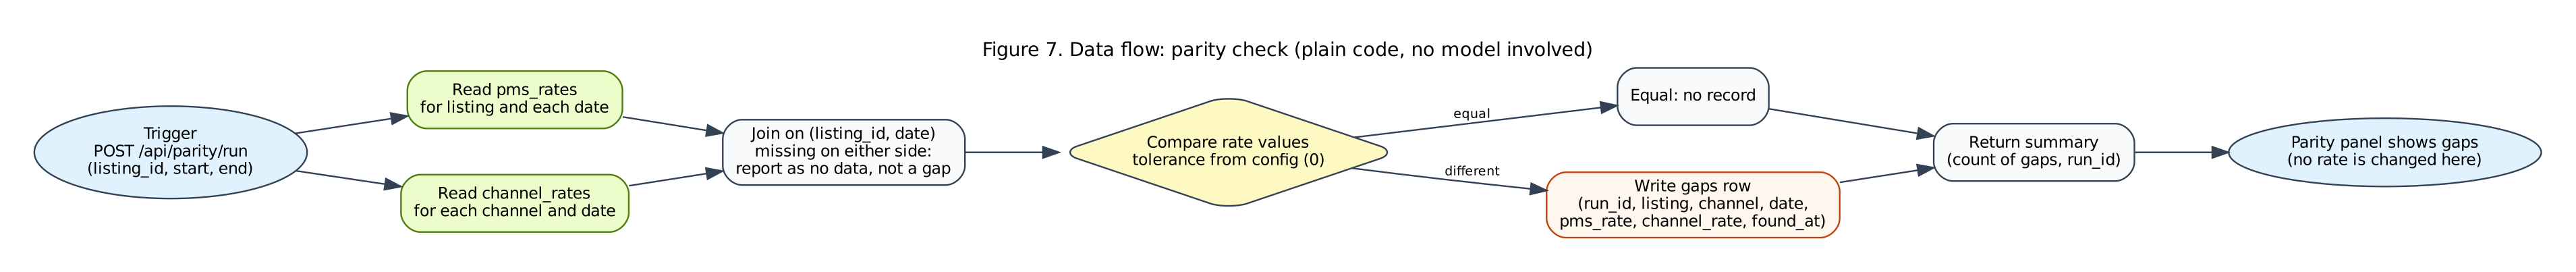 Figure 7. Data flow: parity check (plain code, no model involved)
Trigger
POST /api/parity/run
(listing_id, start, end)
Read pms_rates
for listing and each date
Read channel_rates
for each channel and date
Join on (listing_id, date)
missing on either side:
report as no data, not a gap
Compare rate values
tolerance from config (0)
equal
different
Equal: no record
Write gaps row
(run_id, listing, channel, date,
pms_rate, channel_rate, found_at)
Return summary
(count of gaps, run_id)
Parity panel shows gaps
(no rate is changed here)